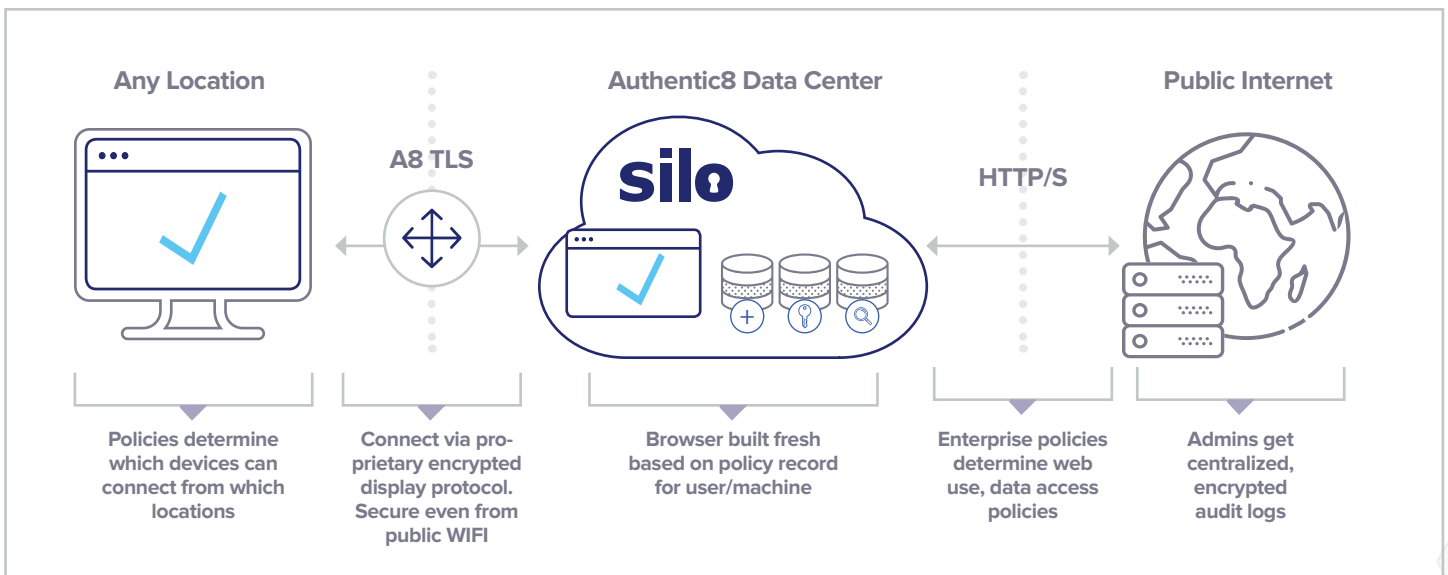 Any Location
Authentic8 Data Center
Public Internet
A8 TLS
silo
HTTP/S
Policies determine
which devices can
connect from which
locations
Connect via pro-
prietary encrypted
display protocol.
Secure even from
public WIFI
Browser built fresh
based on policy record
for user/machine
Enterprise policies
determine web
use, data access
policies
Admins get
centralized,
encrypted
audit logs